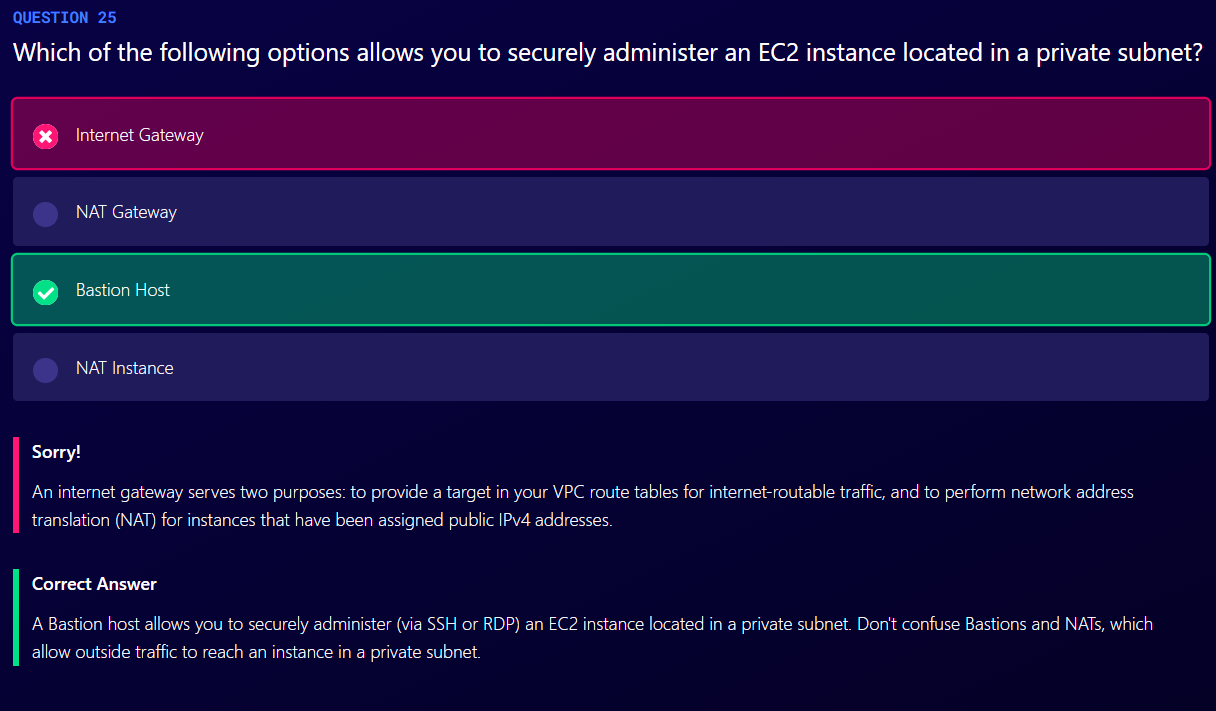 QUESTION 25
Which of the following options allows you to securely administer an EC2 instance located in a private subnet?
Internet Gateway
NAT Gateway
Bastion Host
NAT Instance
Sorry!
An internet gateway serves two purposes: to provide a target in your VPC route tables for internet-routable traffic, and to perform network address
translation (NAT) for instances that have been assigned public IPv4 addresses.
Correct Answer
A Bastion host allows you to securely administer (via SSH or RDP) an EC2 instance located in a private subnet. Don't confuse Bastions and NATs, which
allow outside traffic to reach an instance in a private subnet.